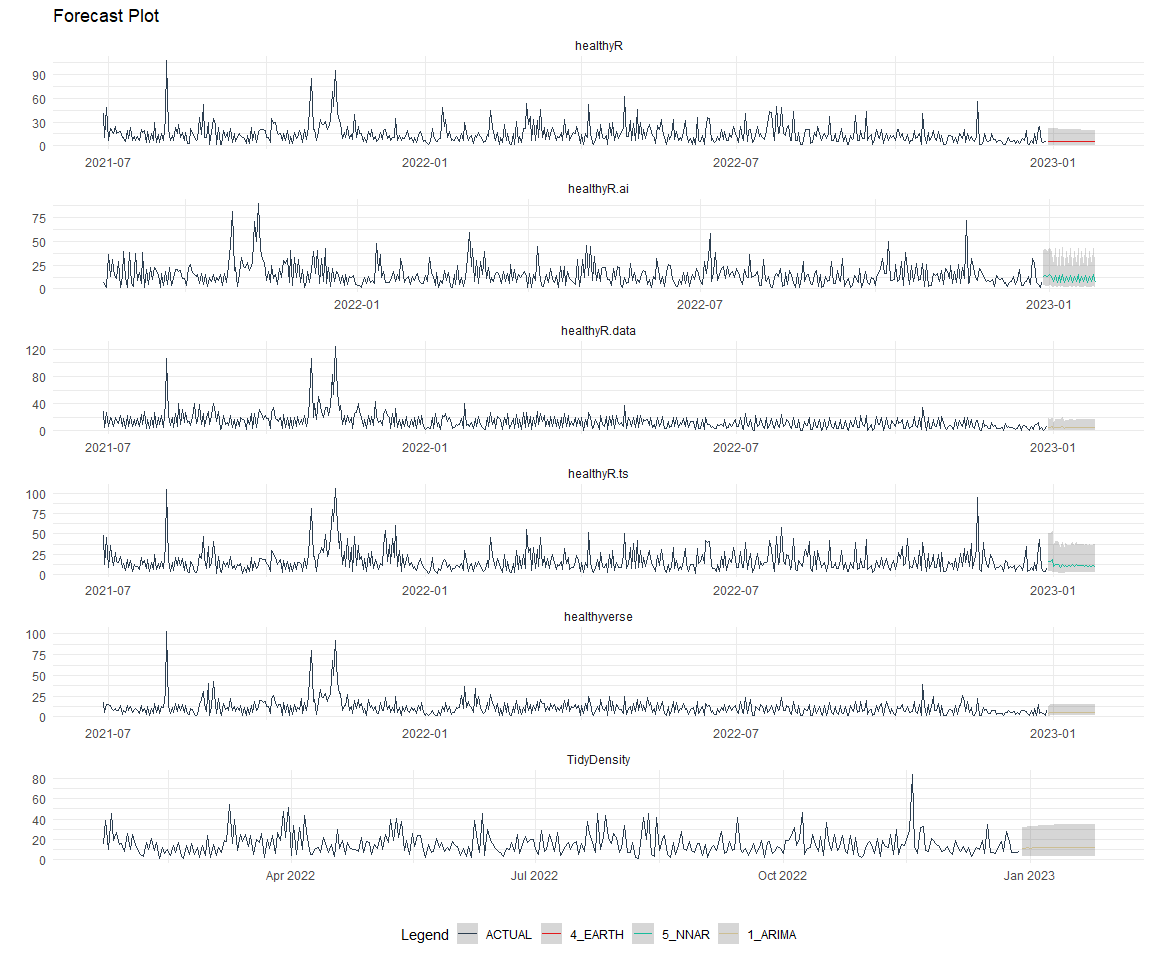 Forecast Plot
healthyR
90
60
30
0
2021-07 2022-01 2022-07 2023-01
healthyR.ai
75
50
25
0
2022-01 2022-07 2023-01
healthyR.data
120
80
40
0
2021-07 2022-01 2022-07 2023-01
healthyR.ts
100
75
50
25
0
2021-07 2022-01 2022-07 2023-01
healthyverse
100
75
50
25
0
2021-07 2022-01 2022-07 2023-01
TidyDensity
80
60
40
20
0
Apr 2022 Jul 2022 Oct 2022 Jan 2023
Legend ACTUAL 4_EARTH 5_NNAR 1_ARIMA